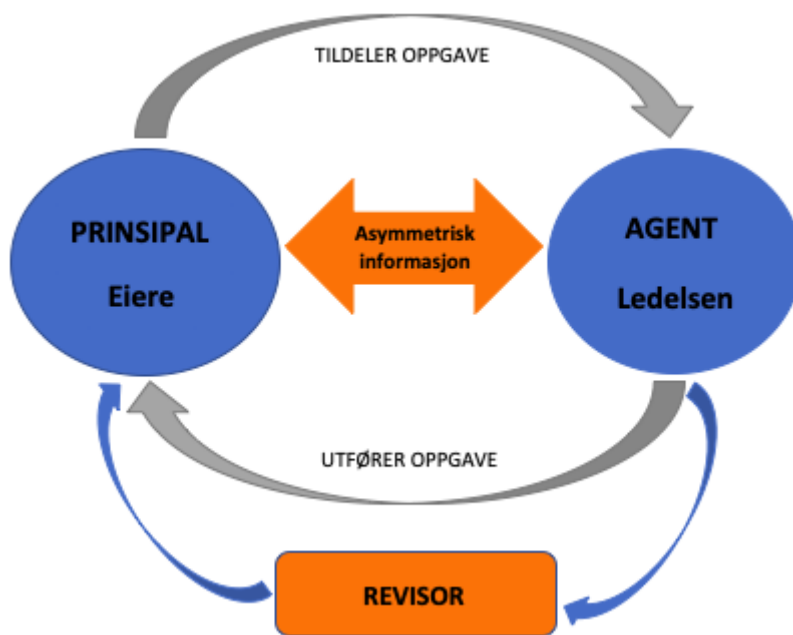 TILDELER OPPGAVE
PRINSIPAL
Eiere
Asymmetrisk
informasjon
AGENT
Ledelsen
UTFØRER OPPGAVE
REVISOR